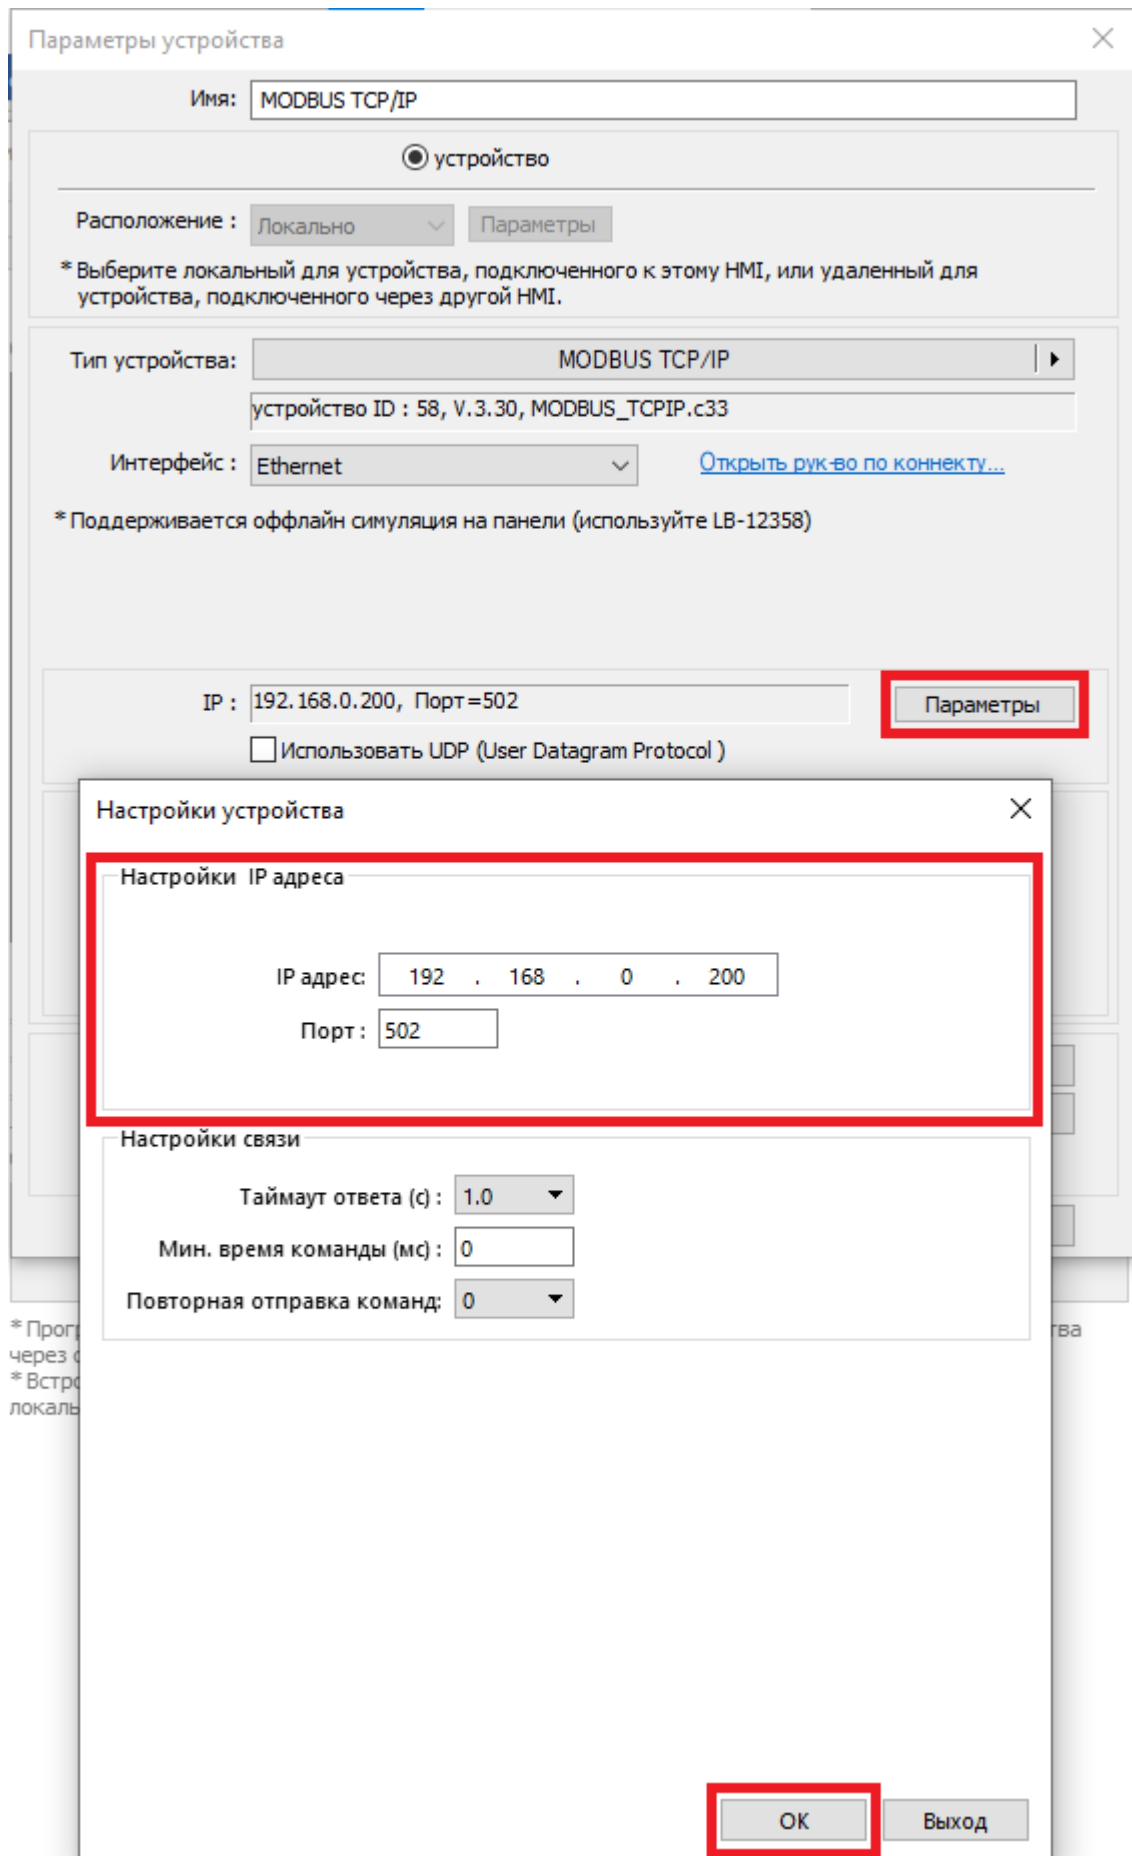 Параметры устройства
Имя: MODBUS TCP/IP
устройство
Расположение : Локально Параметры
* Выберите локальный для устройства, подключенного к этому HMI, или удаленный для
устройства, подключенного через другой HMI.
Тип устройства: MODBUS TCP/IP
устройство ID : 58, V.3.30, MODBUS_TCPIP.c33
Интерфейс : Ethernet Открыть рук-во по коннекту...
* Поддерживается оффлайн симуляция на панели (используйте LB-12358)
IP : 192.168.0.200, Порт=502 Параметры
Использовать UDP (User Datagram Protocol )
Настройки устройства
Настройки IP адреса
IP адрес: 192 . 168 . 0 . 200
Порт : 502
Настройки связи
Таймаут ответа (с) : 1.0
Мин. время команды (мс) : 0
Повторная отправка команд: 0
через
OK Выход